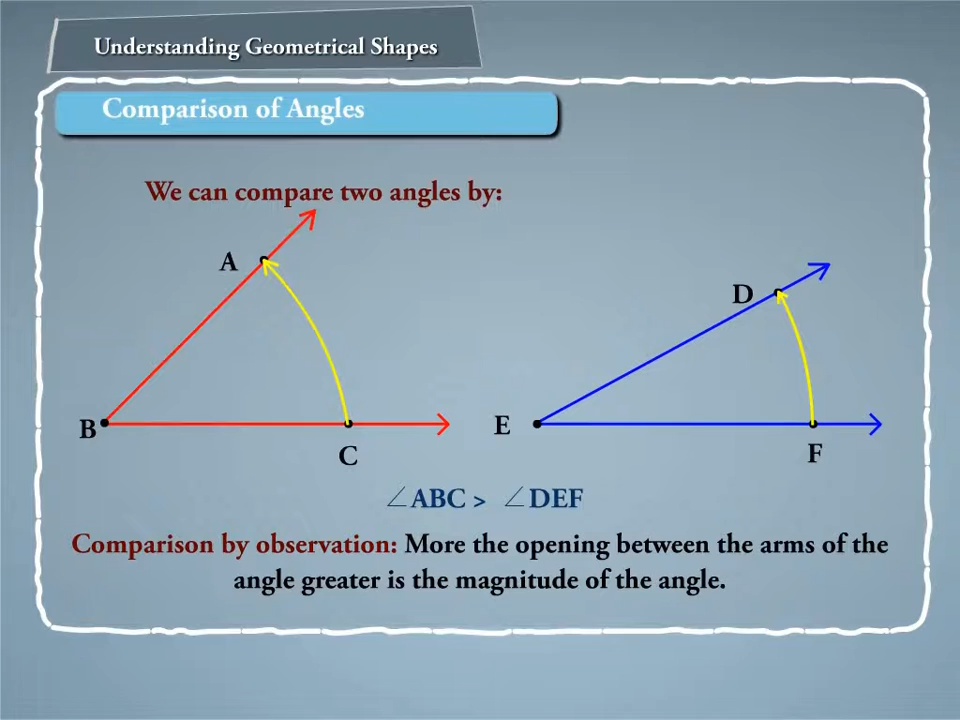 Understanding Geometrical Shapes
Comparison of Angles
We can compare two angles by:
A
D
B
E
C
F
∠ABC > ∠DEF
Comparison by observation: More the opening between the arms of the
angle greater is the magnitude of the angle.